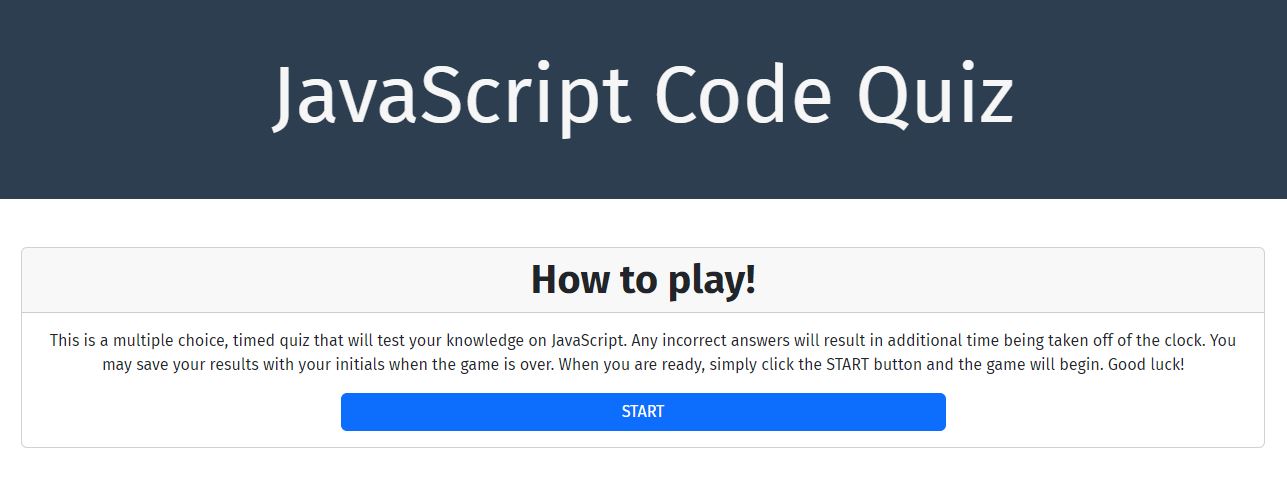 JavaScript Code Quiz
How to play!
This is a multiple choice, timed quiz that will test your knowledge on JavaScript. Any incorrect answers will result in additional time being taken off of the clock. You
may save your results with your initials when the game is over. When you are ready, simply click the START button and the game will begin. Good luck!
START